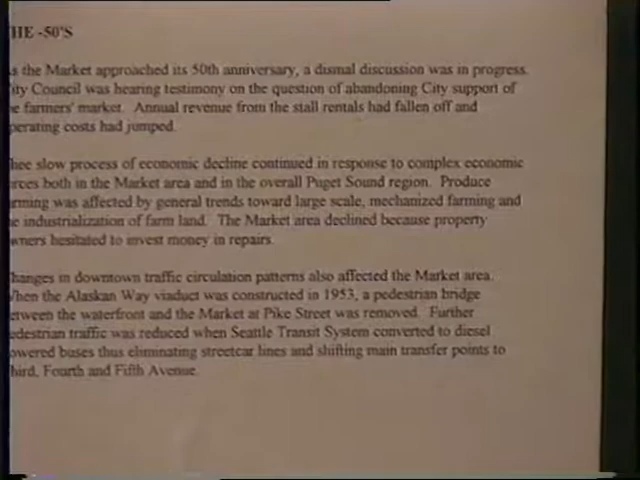 HE -50'S
s the Market approached its 50th anniversary, a dismal discussion was in progress.
ity Council was hearing testimony on the question of abandoning City support of
e farmers' market. Annual revenue from the stall rentals had fallen off and
perating costs had jumped.
hee slow process of economic decline continued in response to complex economic
rces both in the Market area and in the overall Puget Sound region. Produce
rming was affected by general trends toward large scale, mechanized farming and
e industrialization of farm land. The Market area declined because property
wners hesitated to invest money in repairs.
hanges in downtown traffic circulation patterns also affected the Market area.
hen the Alaskan Way viaduct was constructed in 1953, a pedestrian bridge
etween the waterfront and the Market at Pike Street was removed. Further
edestrian traffic was reduced when Seattle Transit System converted to diesel
owered buses thus eliminating streetcar lines and shifting main transfer points to
hird, Fourth and Fifth Avenue.